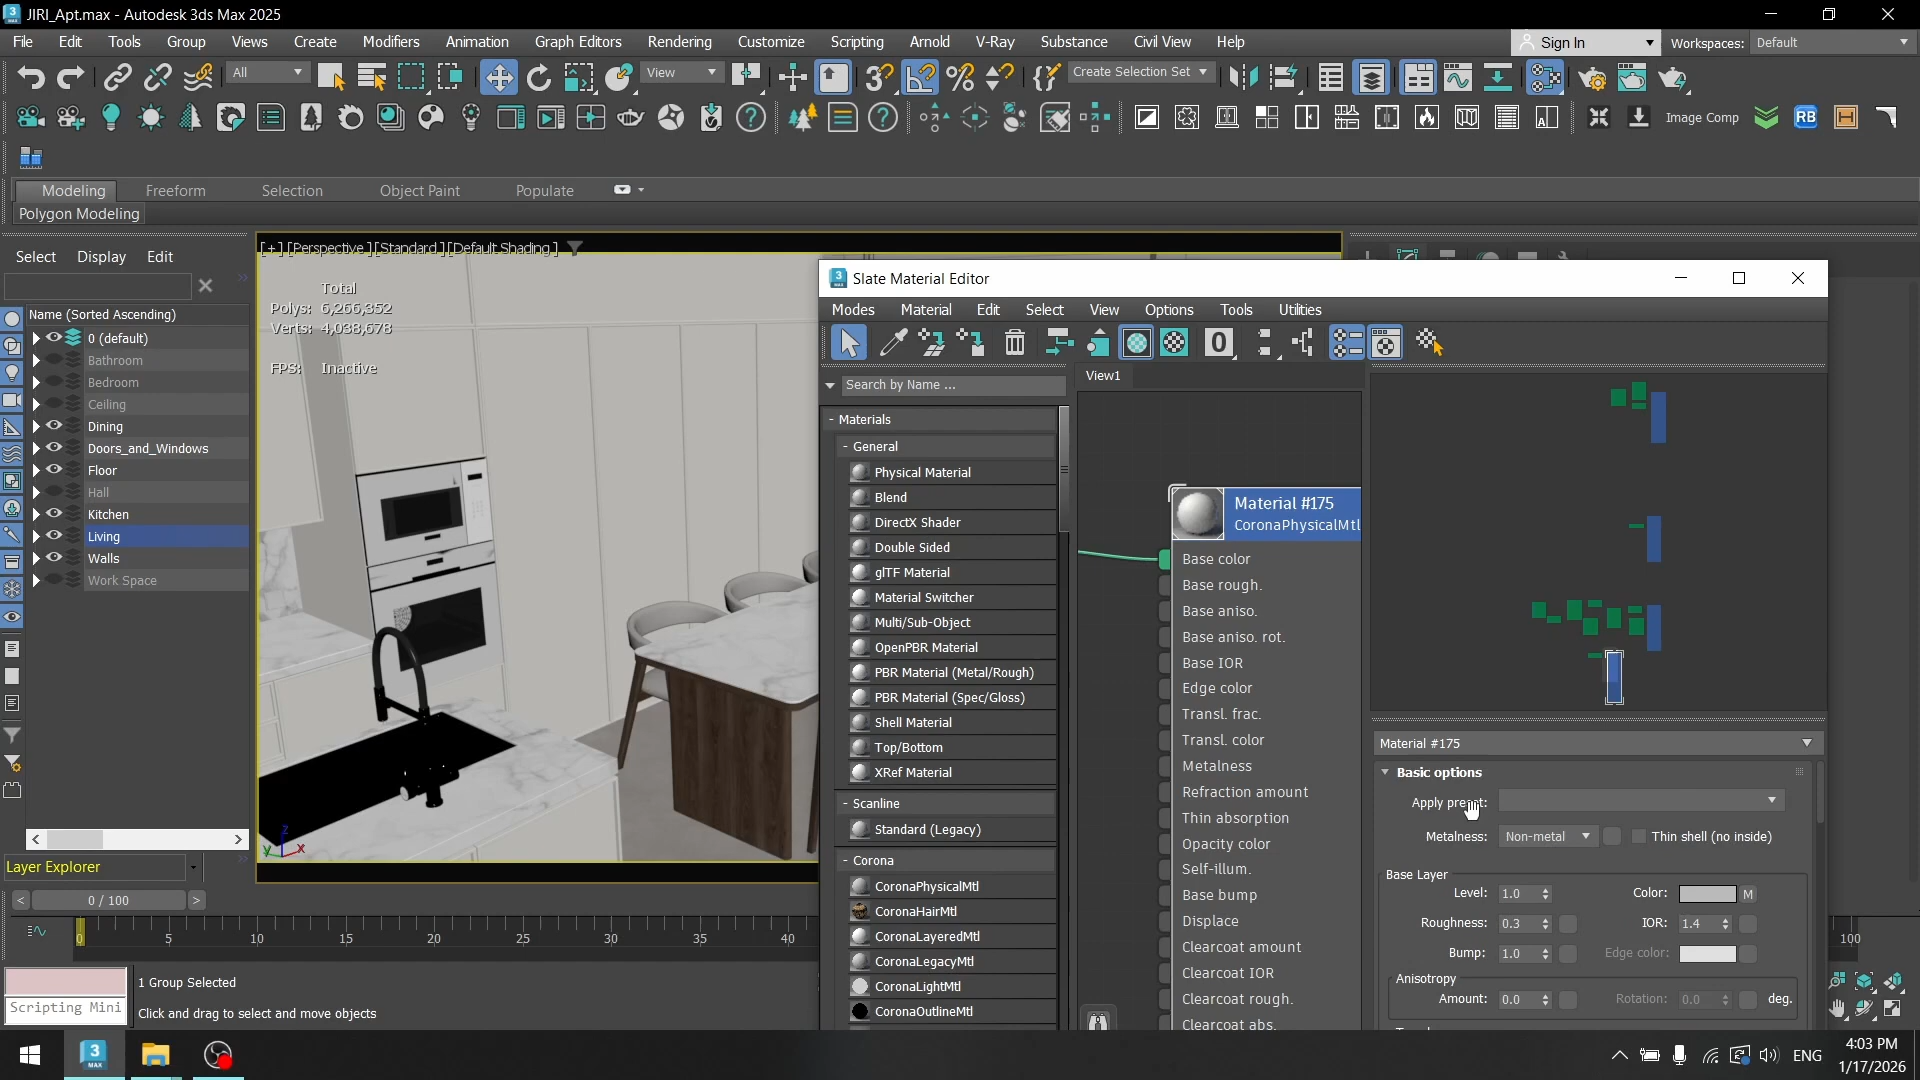 JIRI_Apt.max - Autodesk 3ds Max 2025
File Edit Tools Group Views Create Modifiers Animation Graph Editors Rendering Customize Scripting Arnold V-Ray Substance Civil View Help
Sign In
Workspaces: Default
All
View
Create Selection Set
Image Comp
RB
Modeling Freeform Selection Object Paint Populate
Polygon Modeling
Select Display Edit
Name (Sorted Ascending)
0 (default)
Bathroom
Bedroom
Ceiling
Dining
Doors_and_Windows
Floor
Hall
Kitchen
Living
Walls
Work Space
Layer Explorer
0 / 100
0 5 10 15 20 25 30 35 40
100
Scripting Mini
1 Group Selected
Click and drag to select and move objects
[+] [Perspective ] [Standard ] [Default Shading ]
Total
Polys: 6,266,352
Verts: 4,038,678
FPS: Inactive
Z
Y
X
Slate Material Editor
Modes Material Edit Select View Options Tools Utilities
Search by Name ...
- Materials
- General
Physical Material
Blend
DirectX Shader
Double Sided
glTF Material
Material Switcher
Multi/Sub-Object
OpenPBR Material
PBR Material (Metal/Rough)
PBR Material (Spec/Gloss)
Shell Material
Top/Bottom
XRef Material
- Scanline
Standard (Legacy)
- Corona
CoronaPhysicalMtl
CoronaHairMtl
CoronaLayeredMtl
CoronaLegacyMtl
CoronaLightMtl
CoronaOutlineMtl
View1
Material #175
CoronaPhysicalMtl
Base color
Base rough.
Base aniso.
Base aniso. rot.
Base IOR
Edge color
Transl. frac.
Transl. color
Metalness
Refraction amount
Thin absorption
Opacity color
Self-illum.
Base bump
Displace
Clearcoat amount
Clearcoat IOR
Clearcoat rough.
Clearcoat abs.
Material #175
Basic options
Apply preset:
Metalness: Non-metal Thin shell (no inside)
Base Layer
Level: 1.0 Color: M
Roughness: 0.3 IOR: 1.4
Bump: 1.0 Edge color:
Anisotropy
Amount: 0.0 Rotation: 0.0 deg.
ENG
4:03 PM
1/17/2026